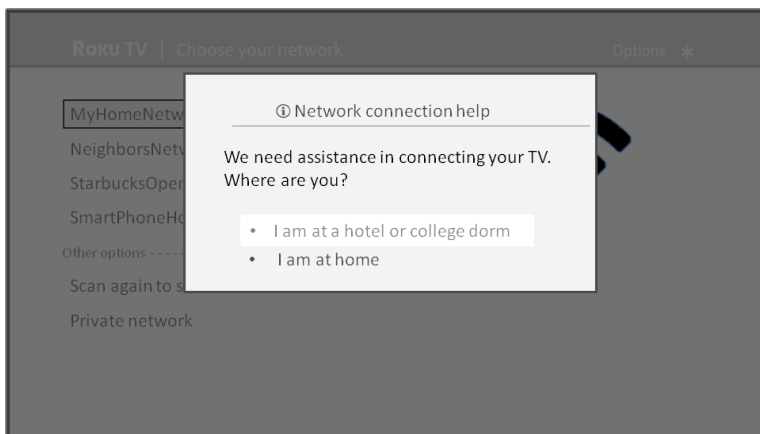 Roku TV | Choose your network
Options *
MyHomeNetw
NeighborsNetv
StarbucksOper
SmartPhoneHo
Other options - - - - -
Scan again to s
Private network
ⓘ Network connection help
We need assistance in connecting your TV.
Where are you?
• I am at a hotel or college dorm
• I am at home